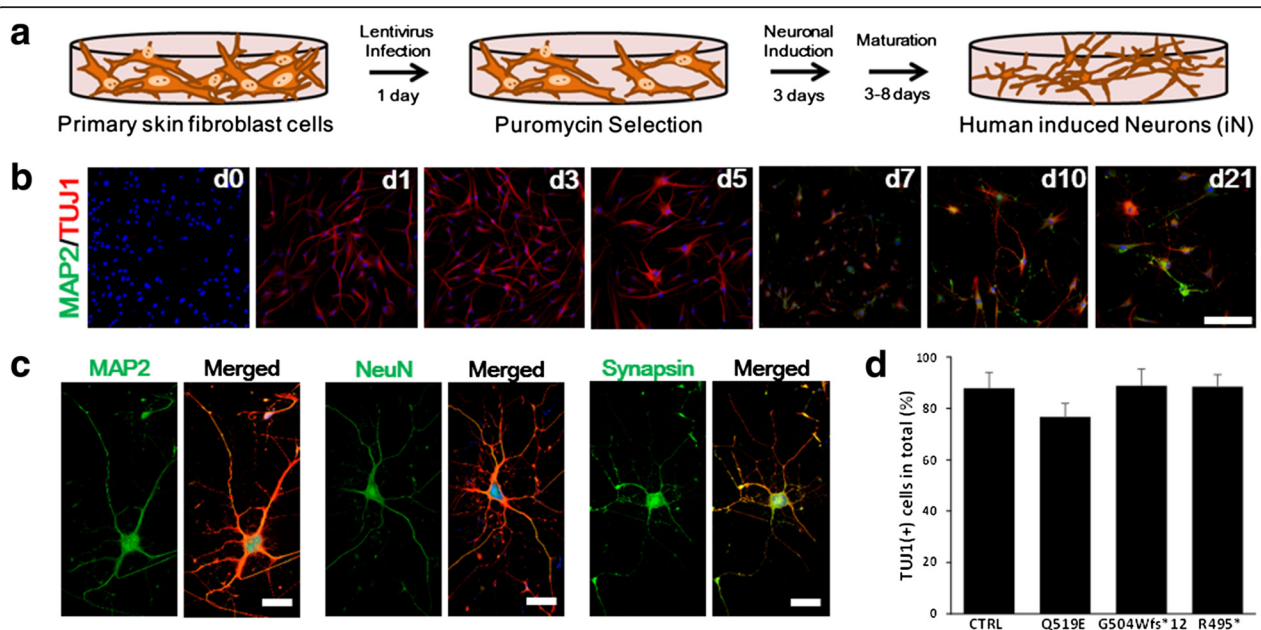 a
Lentivirus
Infection
1 day
Neuronal
Induction
3 days
Maturation
3-8 days
Primary skin fibroblast cells
Puromycin Selection
Human induced Neurons (iN)
b
MAP2/TUJ1
d0
d1
d3
d5
d7
d10
d21
c
MAP2
Merged
NeuN
Merged
Synapsin
Merged
d
TUJ1(+) cells in total (%)
100
80
60
40
20
0
CTRL
Q519E
G504Wfs*12
R495*